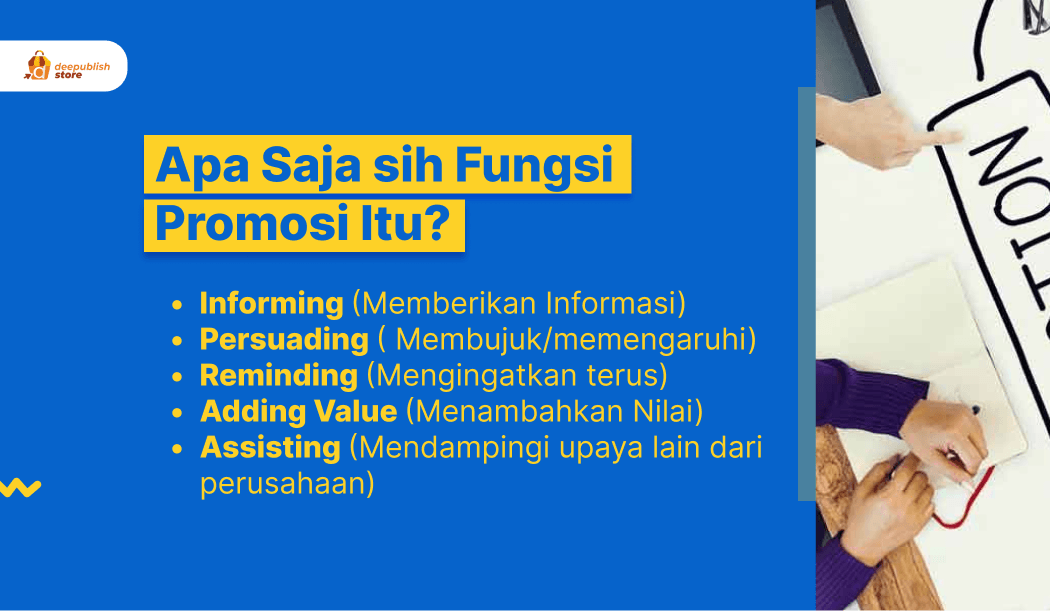 deepublish
store
Apa Saja sih Fungsi
Promosi Itu?
• Informing (Memberikan Informasi)
• Persuading ( Membujuk/memengaruhi)
• Reminding (Mengingatkan terus)
• Adding Value (Menambahkan Nilai)
• Assisting (Mendampingi upaya lain dari
perusahaan)